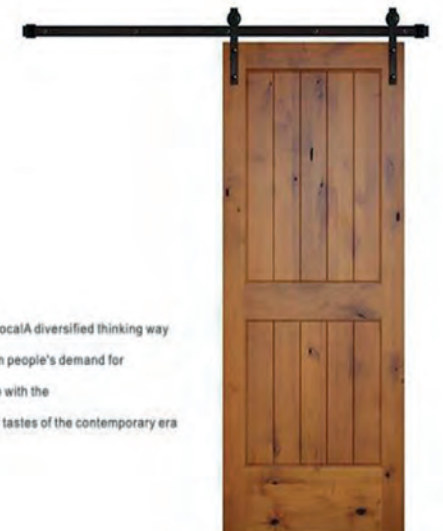 ocalA diversified thinking way
people's demand for
with the
tastes of the contemporary era